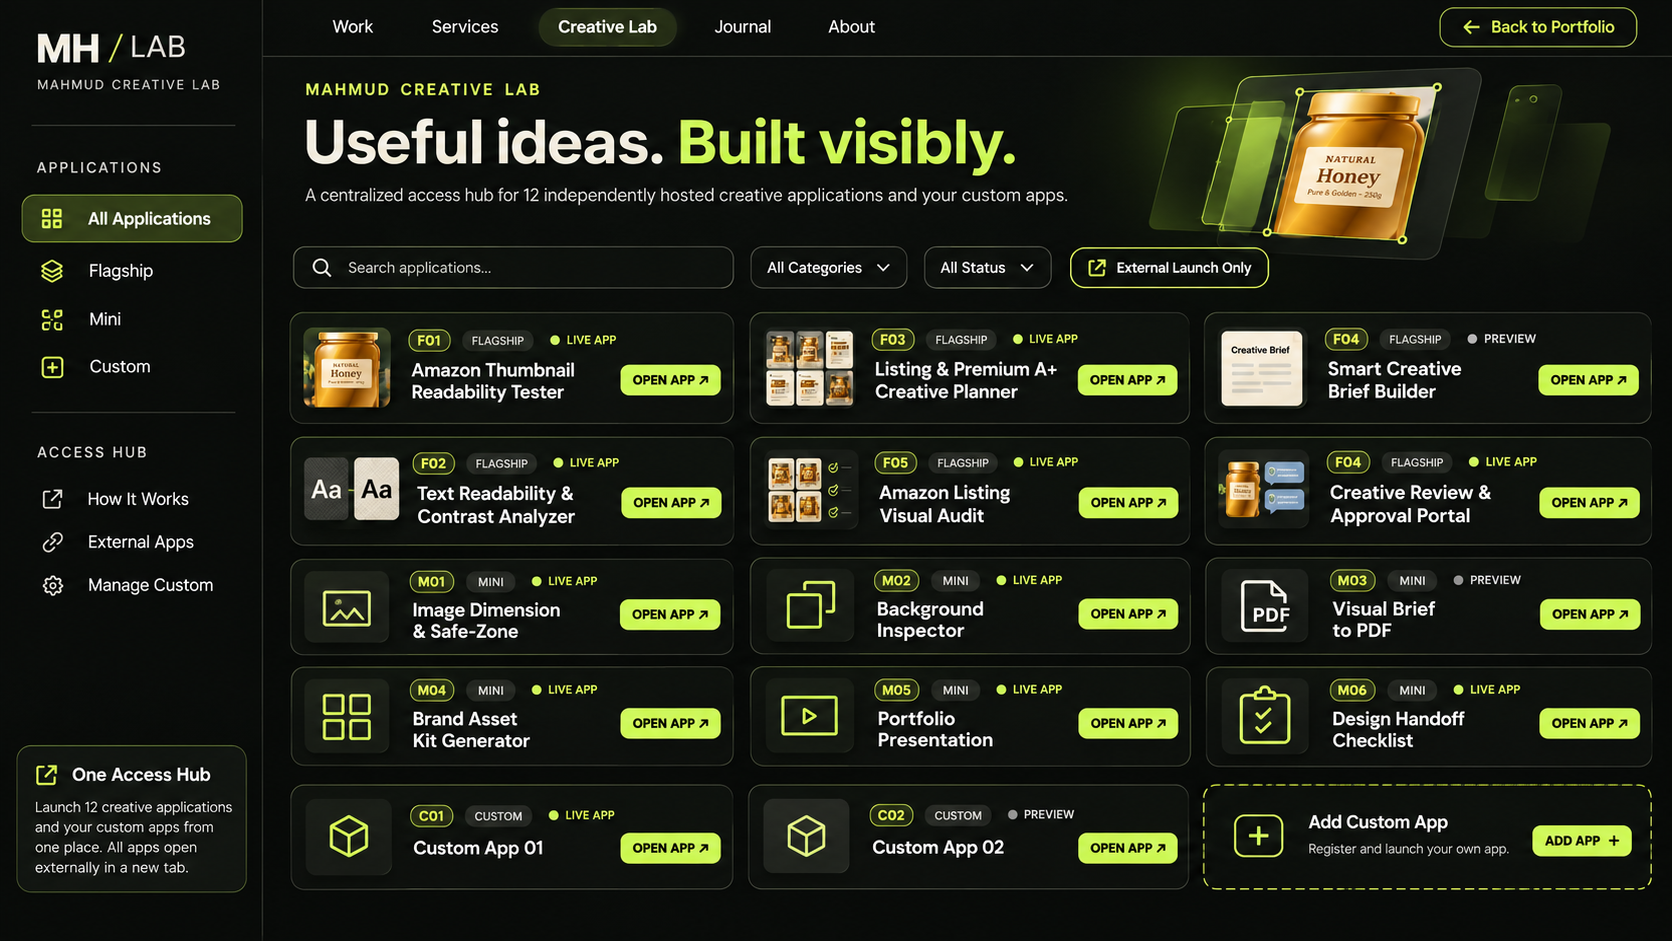 MH / LAB
MAHMUD CREATIVE LAB
APPLICATIONS
All Applications
Flagship
Mini
Custom
ACCESS HUB
How It Works
External Apps
Manage Custom
One Access Hub
Launch 12 creative applications
and your custom apps from
one place. All apps open
externally in a new tab.
Work Services Creative Lab Journal About
← Back to Portfolio
MAHMUD CREATIVE LAB
Useful ideas. Built visibly.
A centralized access hub for 12 independently hosted creative applications and your custom apps.
NATURAL
Honey
Pure & Golden - 250g
Search applications...
All Categories
All Status
External Launch Only
NATURAL
Honey
F01 FLAGSHIP LIVE APP
Amazon Thumbnail
Readability Tester
OPEN APP ↗
F03 FLAGSHIP LIVE APP
Listing & Premium A+
Creative Planner
OPEN APP ↗
Creative Brief
F04 FLAGSHIP PREVIEW
Smart Creative
Brief Builder
OPEN APP ↗
Aa Aa
F02 FLAGSHIP LIVE APP
Text Readability &
Contrast Analyzer
OPEN APP ↗
F05 FLAGSHIP LIVE APP
Amazon Listing
Visual Audit
OPEN APP ↗
F04 FLAGSHIP LIVE APP
Creative Review &
Approval Portal
OPEN APP ↗
M01 MINI LIVE APP
Image Dimension
& Safe-Zone
OPEN APP ↗
M02 MINI LIVE APP
Background
Inspector
OPEN APP ↗
PDF
M03 MINI PREVIEW
Visual Brief
to PDF
OPEN APP ↗
M04 MINI LIVE APP
Brand Asset
Kit Generator
OPEN APP ↗
M05 MINI LIVE APP
Portfolio
Presentation
OPEN APP ↗
M06 MINI LIVE APP
Design Handoff
Checklist
OPEN APP ↗
C01 CUSTOM LIVE APP
Custom App 01
OPEN APP ↗
C02 CUSTOM PREVIEW
Custom App 02
OPEN APP ↗
Add Custom App
Register and launch your own app.
ADD APP +